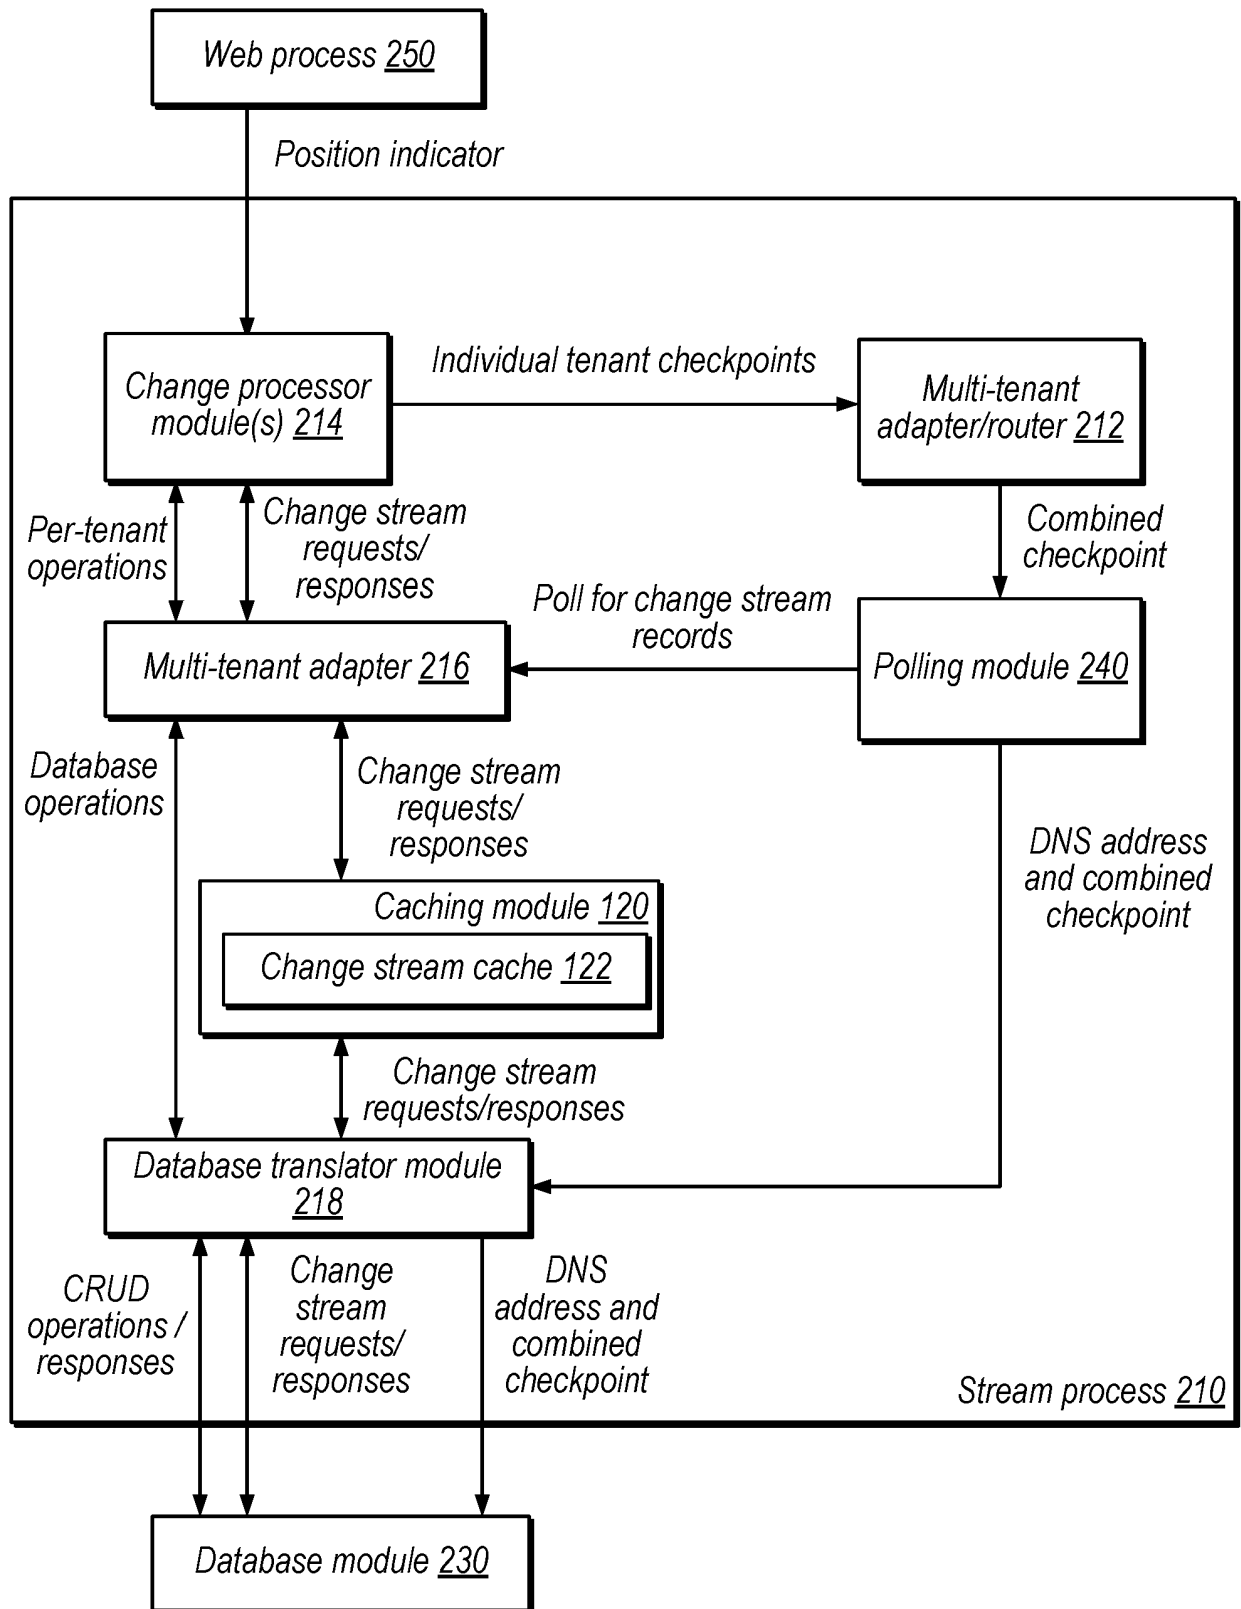 Web process 250
Position indicator
Individual tenant checkpoints
Change processor
module(s) 214
Multi-tenant
adapter/router 212
Per-tenant
operations
Change stream
requests/
responses
Combined
checkpoint
Poll for change stream
records
Multi-tenant adapter 216
Polling module 240
Database
operations
Change stream
requests/
responses
DNS address
and combined
checkpoint
Caching module 120
Change stream cache 122
Change stream
requests/responses
Database translator module
218
CRUD
operations /
responses
Change
stream
requests/
responses
DNS
address and
combined
checkpoint
Stream process 210
Database module 230